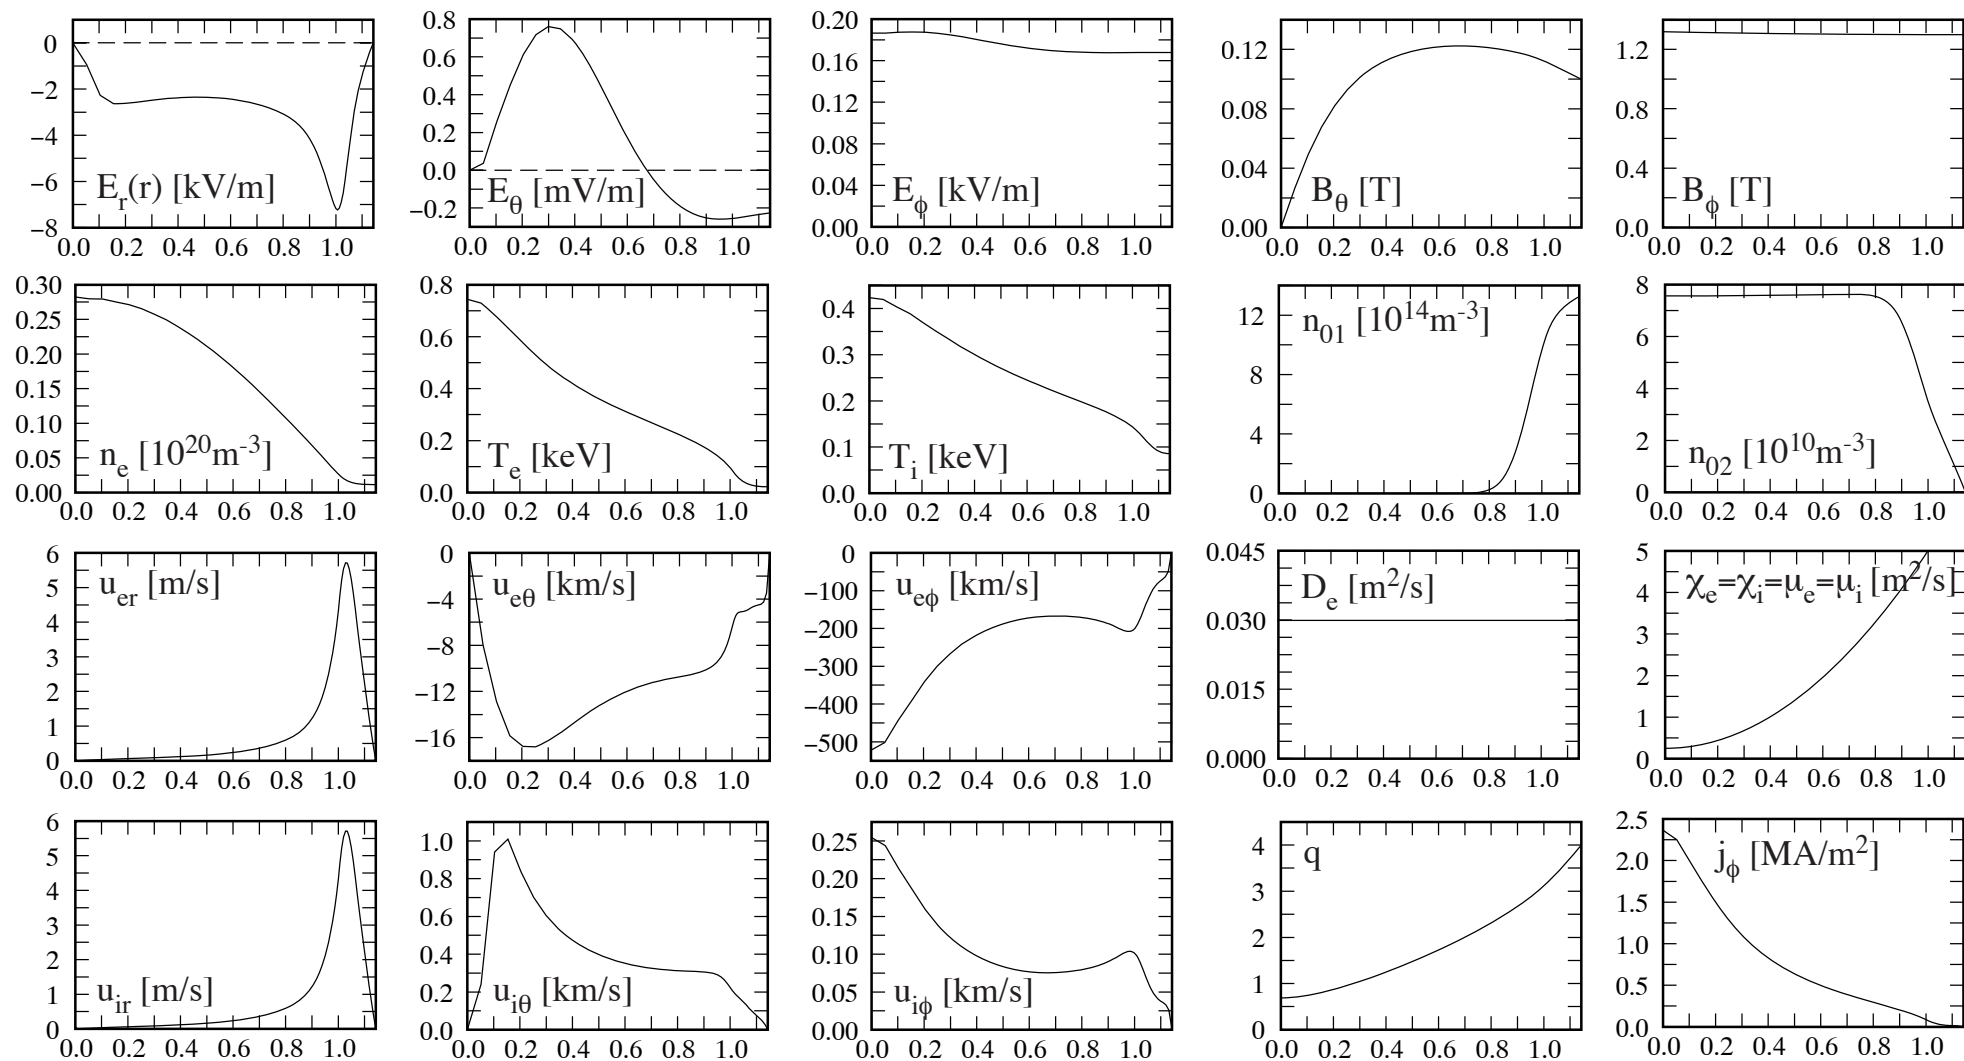 0
−2
−4
−6
−8
E_r(r) [kV/m]
0.0 0.2 0.4 0.6 0.8 1.0
0.8
0.6
0.4
0.2
0.0
−0.2
E_θ [mV/m]
0.0 0.2 0.4 0.6 0.8 1.0
0.20
0.16
0.12
0.08
0.04
0.00
E_ϕ [kV/m]
0.0 0.2 0.4 0.6 0.8 1.0
0.12
0.08
0.04
0.00
B_θ [T]
0.0 0.2 0.4 0.6 0.8 1.0
1.2
0.8
0.4
0.0
B_ϕ [T]
0.0 0.2 0.4 0.6 0.8 1.0
0.30
0.25
0.20
0.15
0.10
0.05
0.00
n_e [10^20 m^-3]
0.0 0.2 0.4 0.6 0.8 1.0
0.8
0.6
0.4
0.2
0.0
T_e [keV]
0.0 0.2 0.4 0.6 0.8 1.0
0.4
0.3
0.2
0.1
0.0
T_i [keV]
0.0 0.2 0.4 0.6 0.8 1.0
n_01 [10^14 m^-3]
12
8
4
0
0.0 0.2 0.4 0.6 0.8 1.0
8
6
4
2
0
n_02 [10^10 m^-3]
0.0 0.2 0.4 0.6 0.8 1.0
u_er [m/s]
6
5
4
3
2
1
0
0.0 0.2 0.4 0.6 0.8 1.0
u_eθ [km/s]
0
−4
−8
−12
−16
0.0 0.2 0.4 0.6 0.8 1.0
u_eϕ [km/s]
0
−100
−200
−300
−400
−500
0.0 0.2 0.4 0.6 0.8 1.0
D_e [m^2/s]
0.045
0.030
0.015
0.000
0.0 0.2 0.4 0.6 0.8 1.0
χ_e=χ_i=μ_e=μ_i [m^2/s]
5
4
3
2
1
0
0.0 0.2 0.4 0.6 0.8 1.0
6
5
4
3
2
1
0
u_ir [m/s]
0.0 0.2 0.4 0.6 0.8 1.0
1.0
0.8
0.6
0.4
0.2
0.0
u_iθ [km/s]
0.0 0.2 0.4 0.6 0.8 1.0
0.25
0.20
0.15
0.10
0.05
0.00
u_iϕ [km/s]
0.0 0.2 0.4 0.6 0.8 1.0
q
4
3
2
1
0
0.0 0.2 0.4 0.6 0.8 1.0
j_ϕ [MA/m^2]
2.5
2.0
1.5
1.0
0.5
0.0
0.0 0.2 0.4 0.6 0.8 1.0